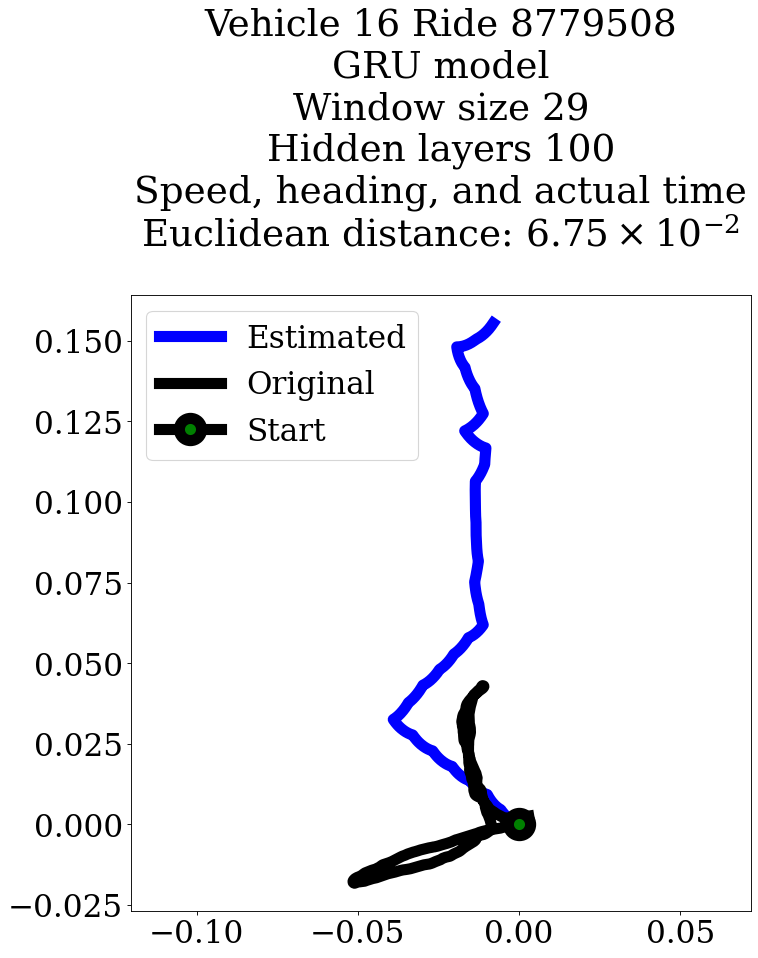 Vehicle 16 Ride 8779508
GRU model
Window size 29
Hidden layers 100
Speed, heading, and actual time
Euclidean distance: 6.75 × 10⁻²
Estimated
Original
Start
0.150
0.125
0.100
0.075
0.050
0.025
0.000
−0.025
−0.10 −0.05 0.00 0.05